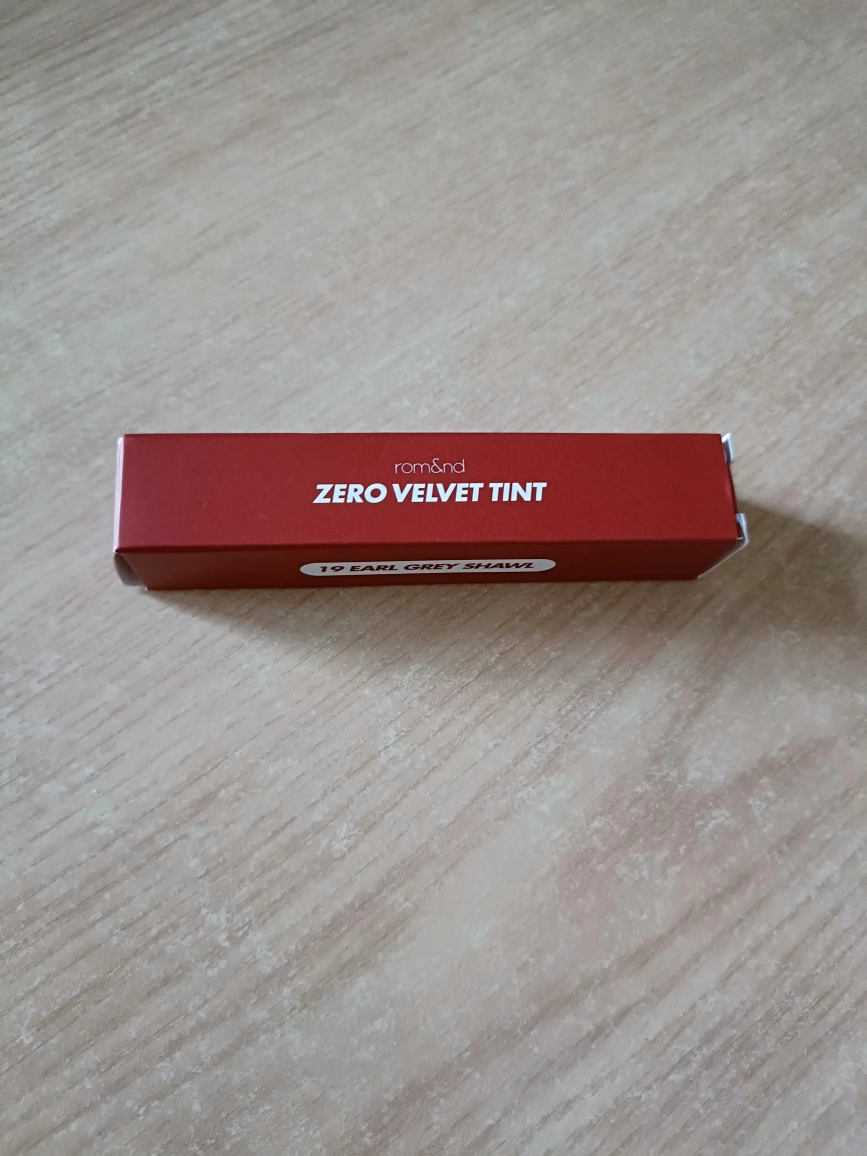 rom&nd
ZERO VELVET TINT
19 EARL GREY SHAWL